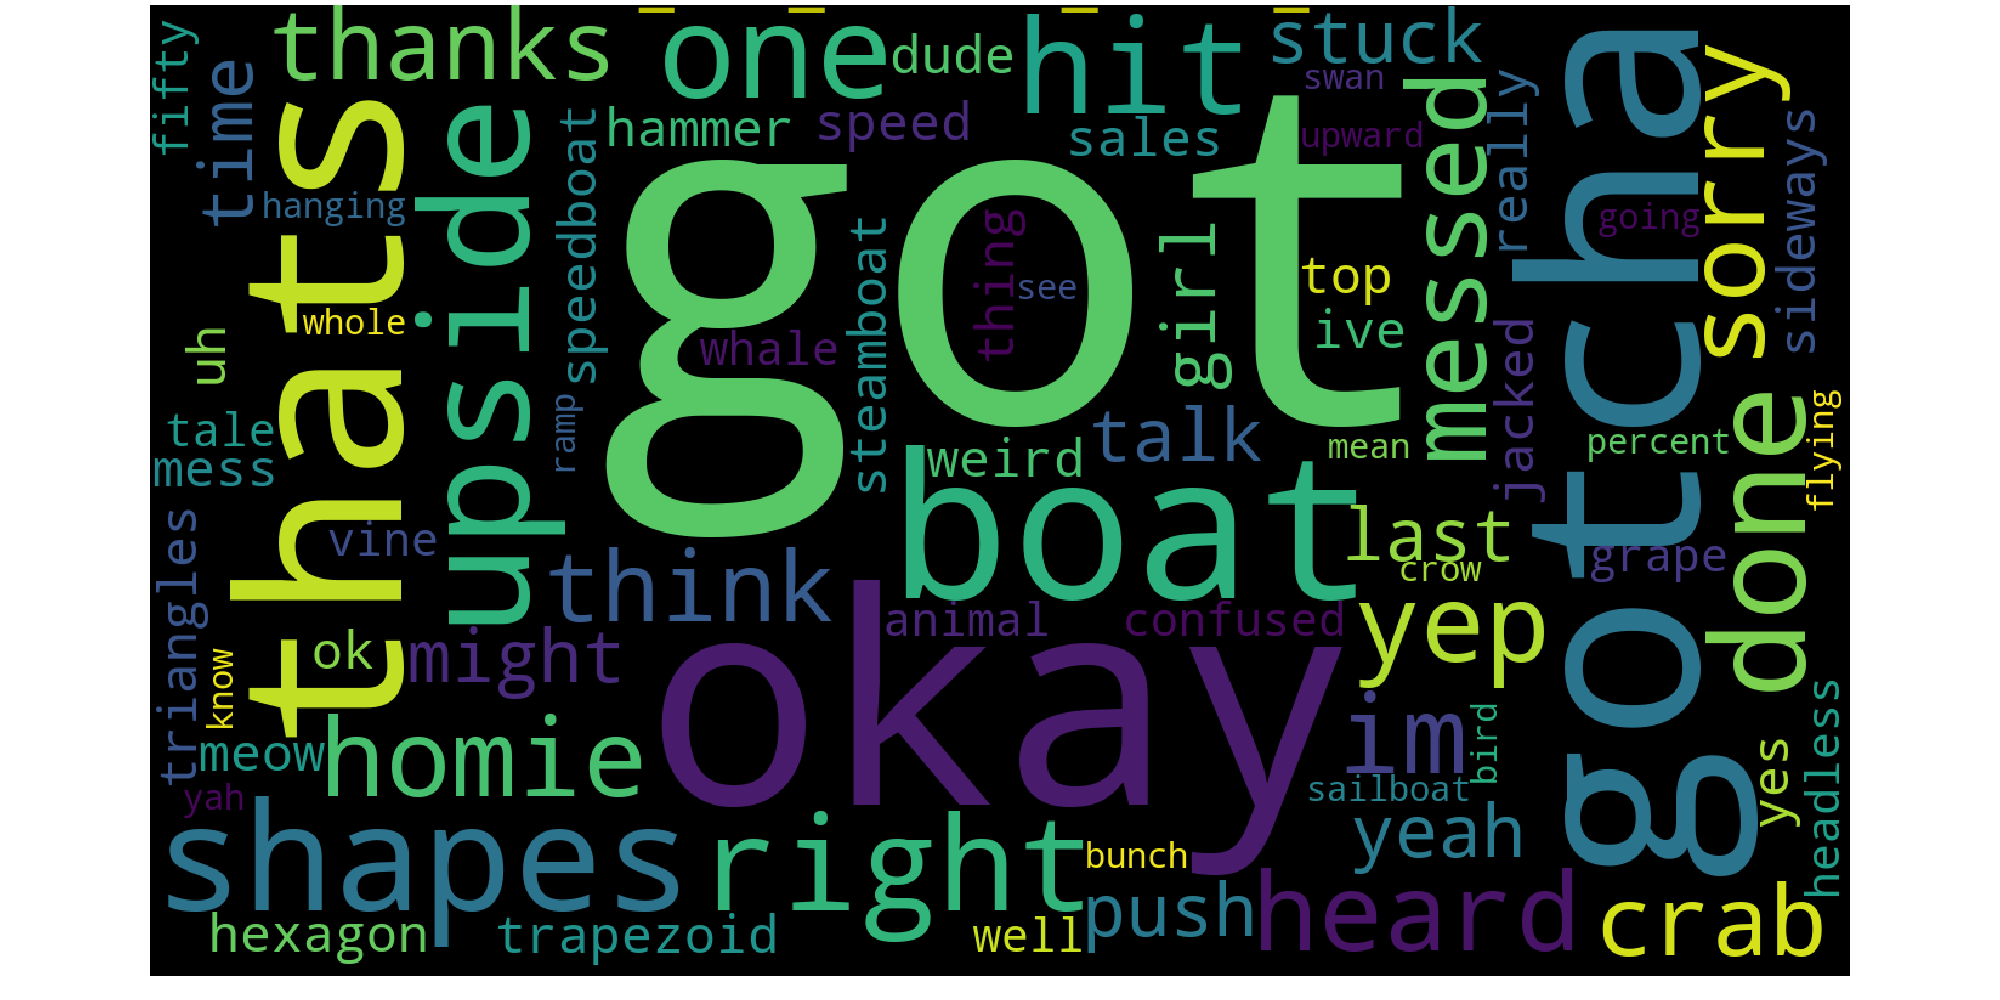 thanks
one
dude
hit
stuck
fifty
time
thats
upside
speedboat
hammer
speed
sales
swan
upward
messed
really
gotcha
sorry
sideways
hanging
got
steamboat
thing
see
girl
top
ive
going
whole
uh
whale
ramp
jacked
tale
mess
weird
talk
mean
percent
done
flying
boat
vine
think
last
crow
grape
triangles
know
ok
might
animal
confused
yep
okay
meow
homie
im
bird
sailboat
yes
headless
yah
shapes
right
bunch
yeah
push
heard
crab
hexagon
trapezoid
well